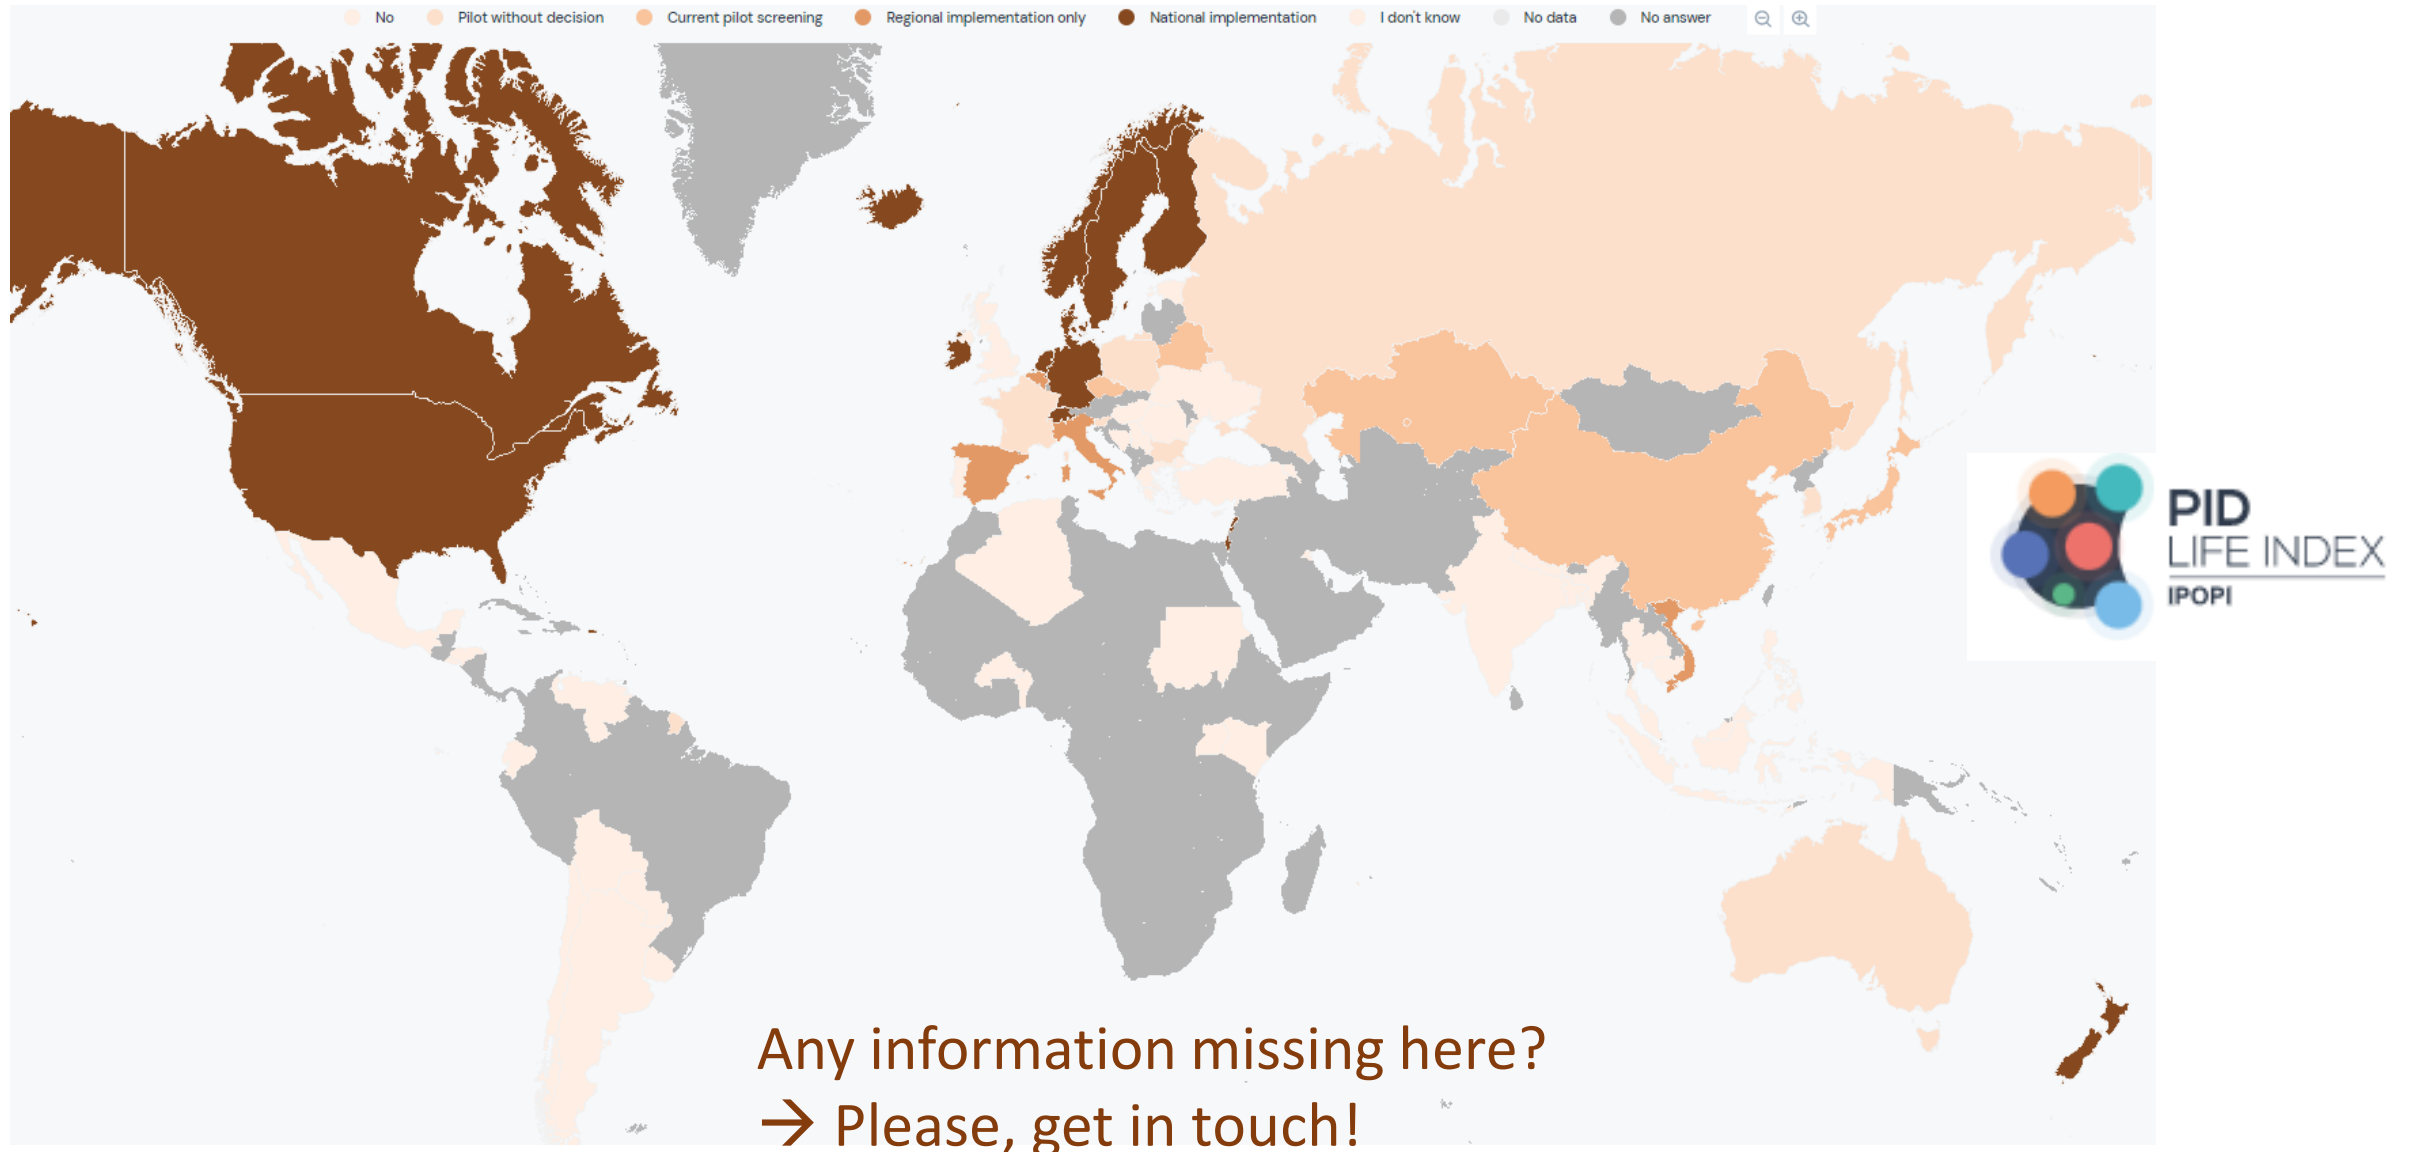 No Pilot without decision Current pilot screening Regional implementation only National implementation I don't know No data No answer
PID
LIFE INDEX
IPOPI
Any information missing here?
→ Please, get in touch!